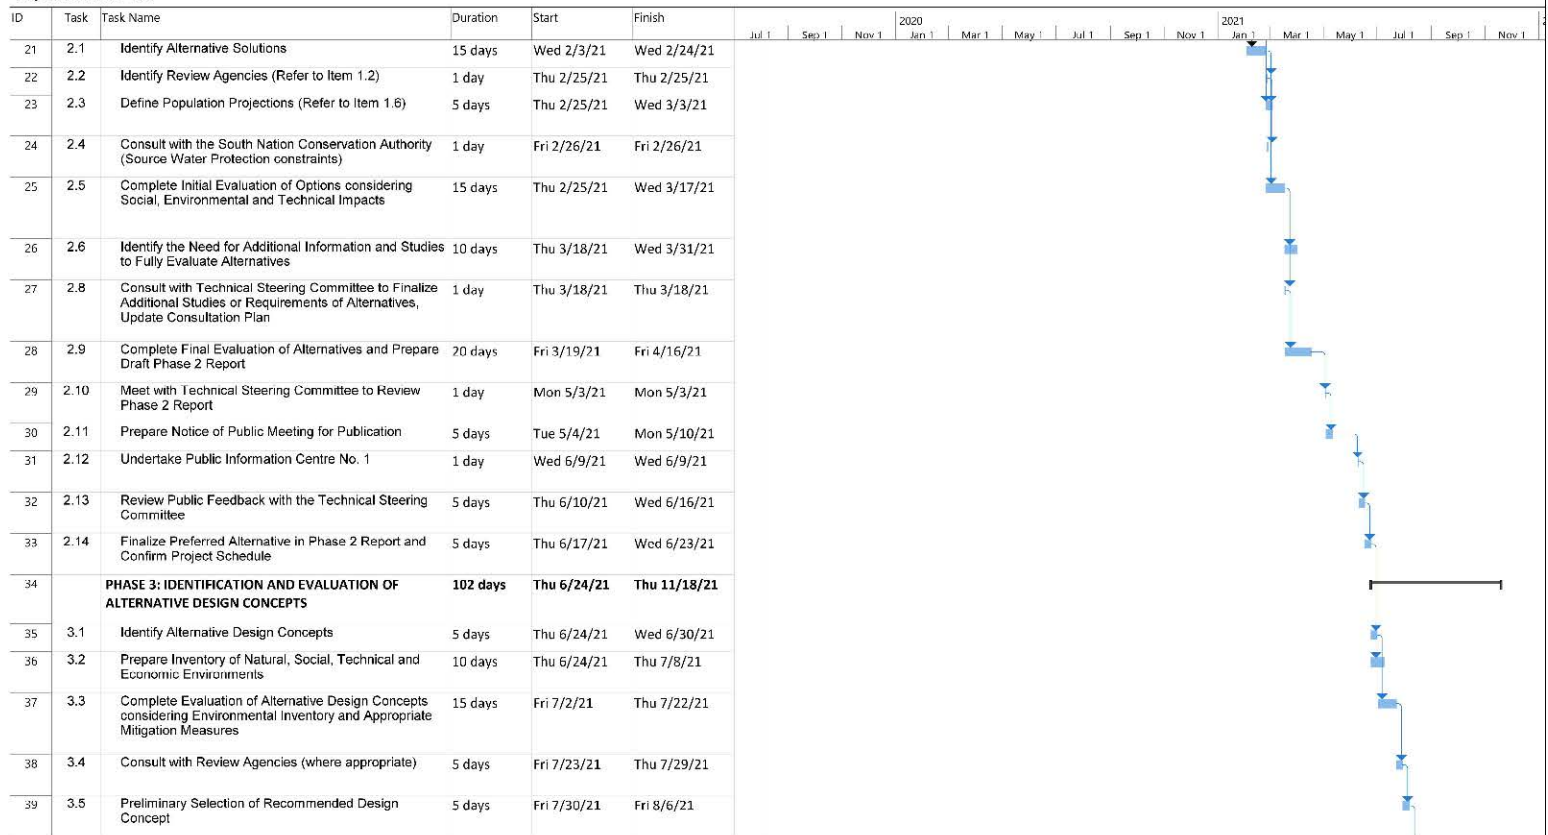 ID Task Task Name Duration Start Finish
2020 2021
Jul 1 Sep 1 Nov 1 Jan 1 Mar 1 May 1 Jul 1 Sep 1 Nov 1 Jan 1 Mar 1 May 1 Jul 1 Sep 1 Nov 1
21 2.1 Identify Alternative Solutions 15 days Wed 2/3/21 Wed 2/24/21
22 2.2 Identify Review Agencies (Refer to Item 1.2) 1 day Thu 2/25/21 Thu 2/25/21
23 2.3 Define Population Projections (Refer to Item 1.6) 5 days Thu 2/25/21 Wed 3/3/21
24 2.4 Consult with the South Nation Conservation Authority 1 day Fri 2/26/21 Fri 2/26/21
(Source Water Protection constraints)
25 2.5 Complete Initial Evaluation of Options considering 15 days Thu 2/25/21 Wed 3/17/21
Social, Environmental and Technical Impacts
26 2.6 Identify the Need for Additional Information and Studies 10 days Thu 3/18/21 Wed 3/31/21
to Fully Evaluate Alternatives
27 2.8 Consult with Technical Steering Committee to Finalize 1 day Thu 3/18/21 Thu 3/18/21
Additional Studies or Requirements of Alternatives,
Update Consultation Plan
28 2.9 Complete Final Evaluation of Alternatives and Prepare 20 days Fri 3/19/21 Fri 4/16/21
Draft Phase 2 Report
29 2.10 Meet with Technical Steering Committee to Review 1 day Mon 5/3/21 Mon 5/3/21
Phase 2 Report
30 2.11 Prepare Notice of Public Meeting for Publication 5 days Tue 5/4/21 Mon 5/10/21
31 2.12 Undertake Public Information Centre No. 1 1 day Wed 6/9/21 Wed 6/9/21
32 2.13 Review Public Feedback with the Technical Steering 5 days Thu 6/10/21 Wed 6/16/21
Committee
33 2.14 Finalize Preferred Alternative in Phase 2 Report and 5 days Thu 6/17/21 Wed 6/23/21
Confirm Project Schedule
34 PHASE 3: IDENTIFICATION AND EVALUATION OF 102 days Thu 6/24/21 Thu 11/18/21
ALTERNATIVE DESIGN CONCEPTS
35 3.1 Identify Alternative Design Concepts 5 days Thu 6/24/21 Wed 6/30/21
36 3.2 Prepare Inventory of Natural, Social, Technical and 10 days Thu 6/24/21 Thu 7/8/21
Economic Environments
37 3.3 Complete Evaluation of Alternative Design Concepts 15 days Fri 7/2/21 Thu 7/22/21
considering Environmental Inventory and Appropriate
Mitigation Measures
38 3.4 Consult with Review Agencies (where appropriate) 5 days Fri 7/23/21 Thu 7/29/21
39 3.5 Preliminary Selection of Recommended Design 5 days Fri 7/30/21 Fri 8/6/21
Concept